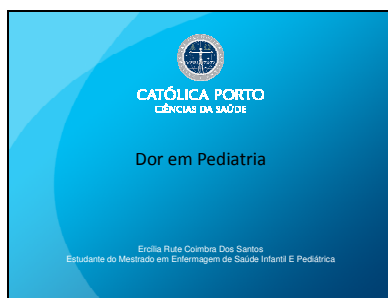 CATÓLICA PORTO
CIÊNCIAS DA SAÚDE
Dor em Pediatria
Ercília Rute Coimbra Dos Santos
Estudante do Mestrado em Enfermagem de Saúde Infantil E Pediátrica